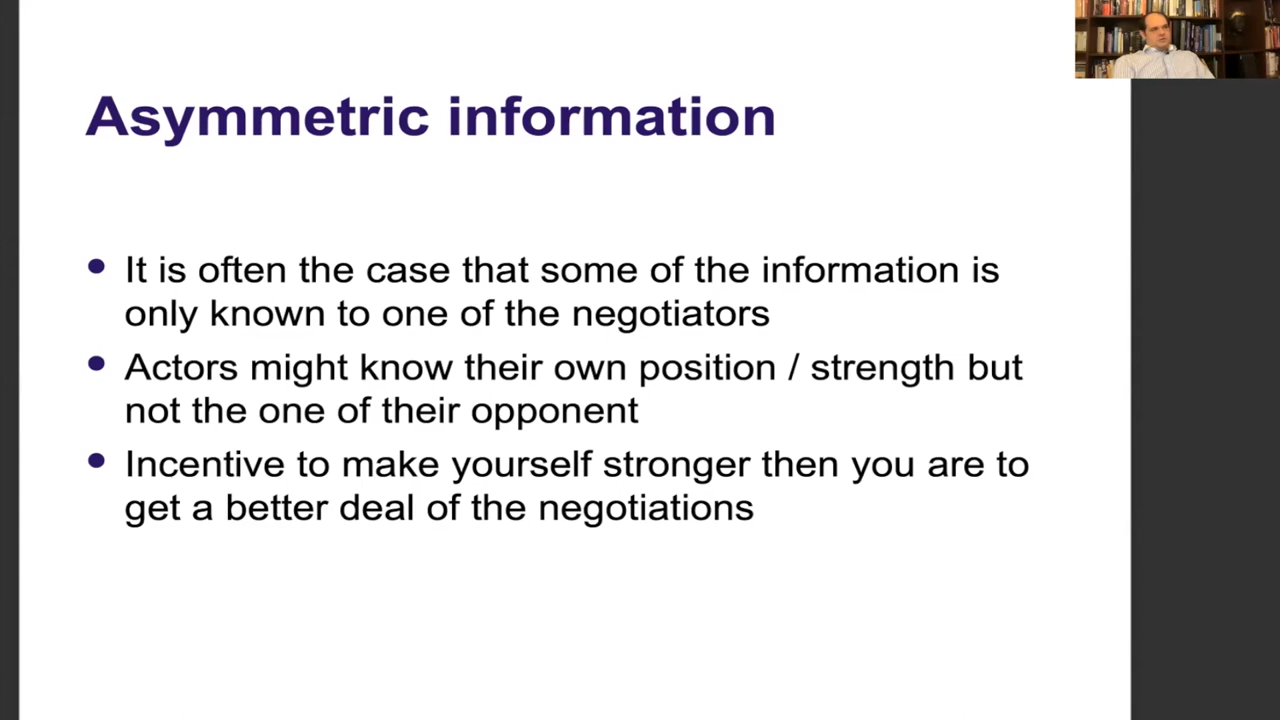 Asymmetric information
• It is often the case that some of the information is
only known to one of the negotiators
• Actors might know their own position / strength but
not the one of their opponent
• Incentive to make yourself stronger then you are to
get a better deal of the negotiations